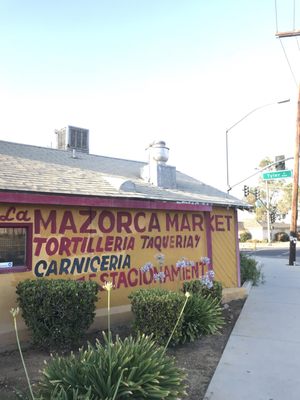 La MAZORCA MARKET
TORTILLERIA TAQUERIA Y
CARNICERIA
ESTACIONAMIENTO
Tyler